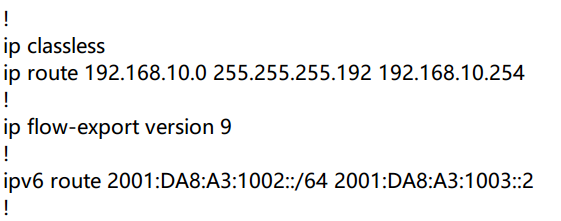 !
ip classless
ip route 192.168.10.0 255.255.255.192 192.168.10.254
!
ip flow-export version 9
!
ipv6 route 2001:DA8:A3:1002::/64 2001:DA8:A3:1003::2
!